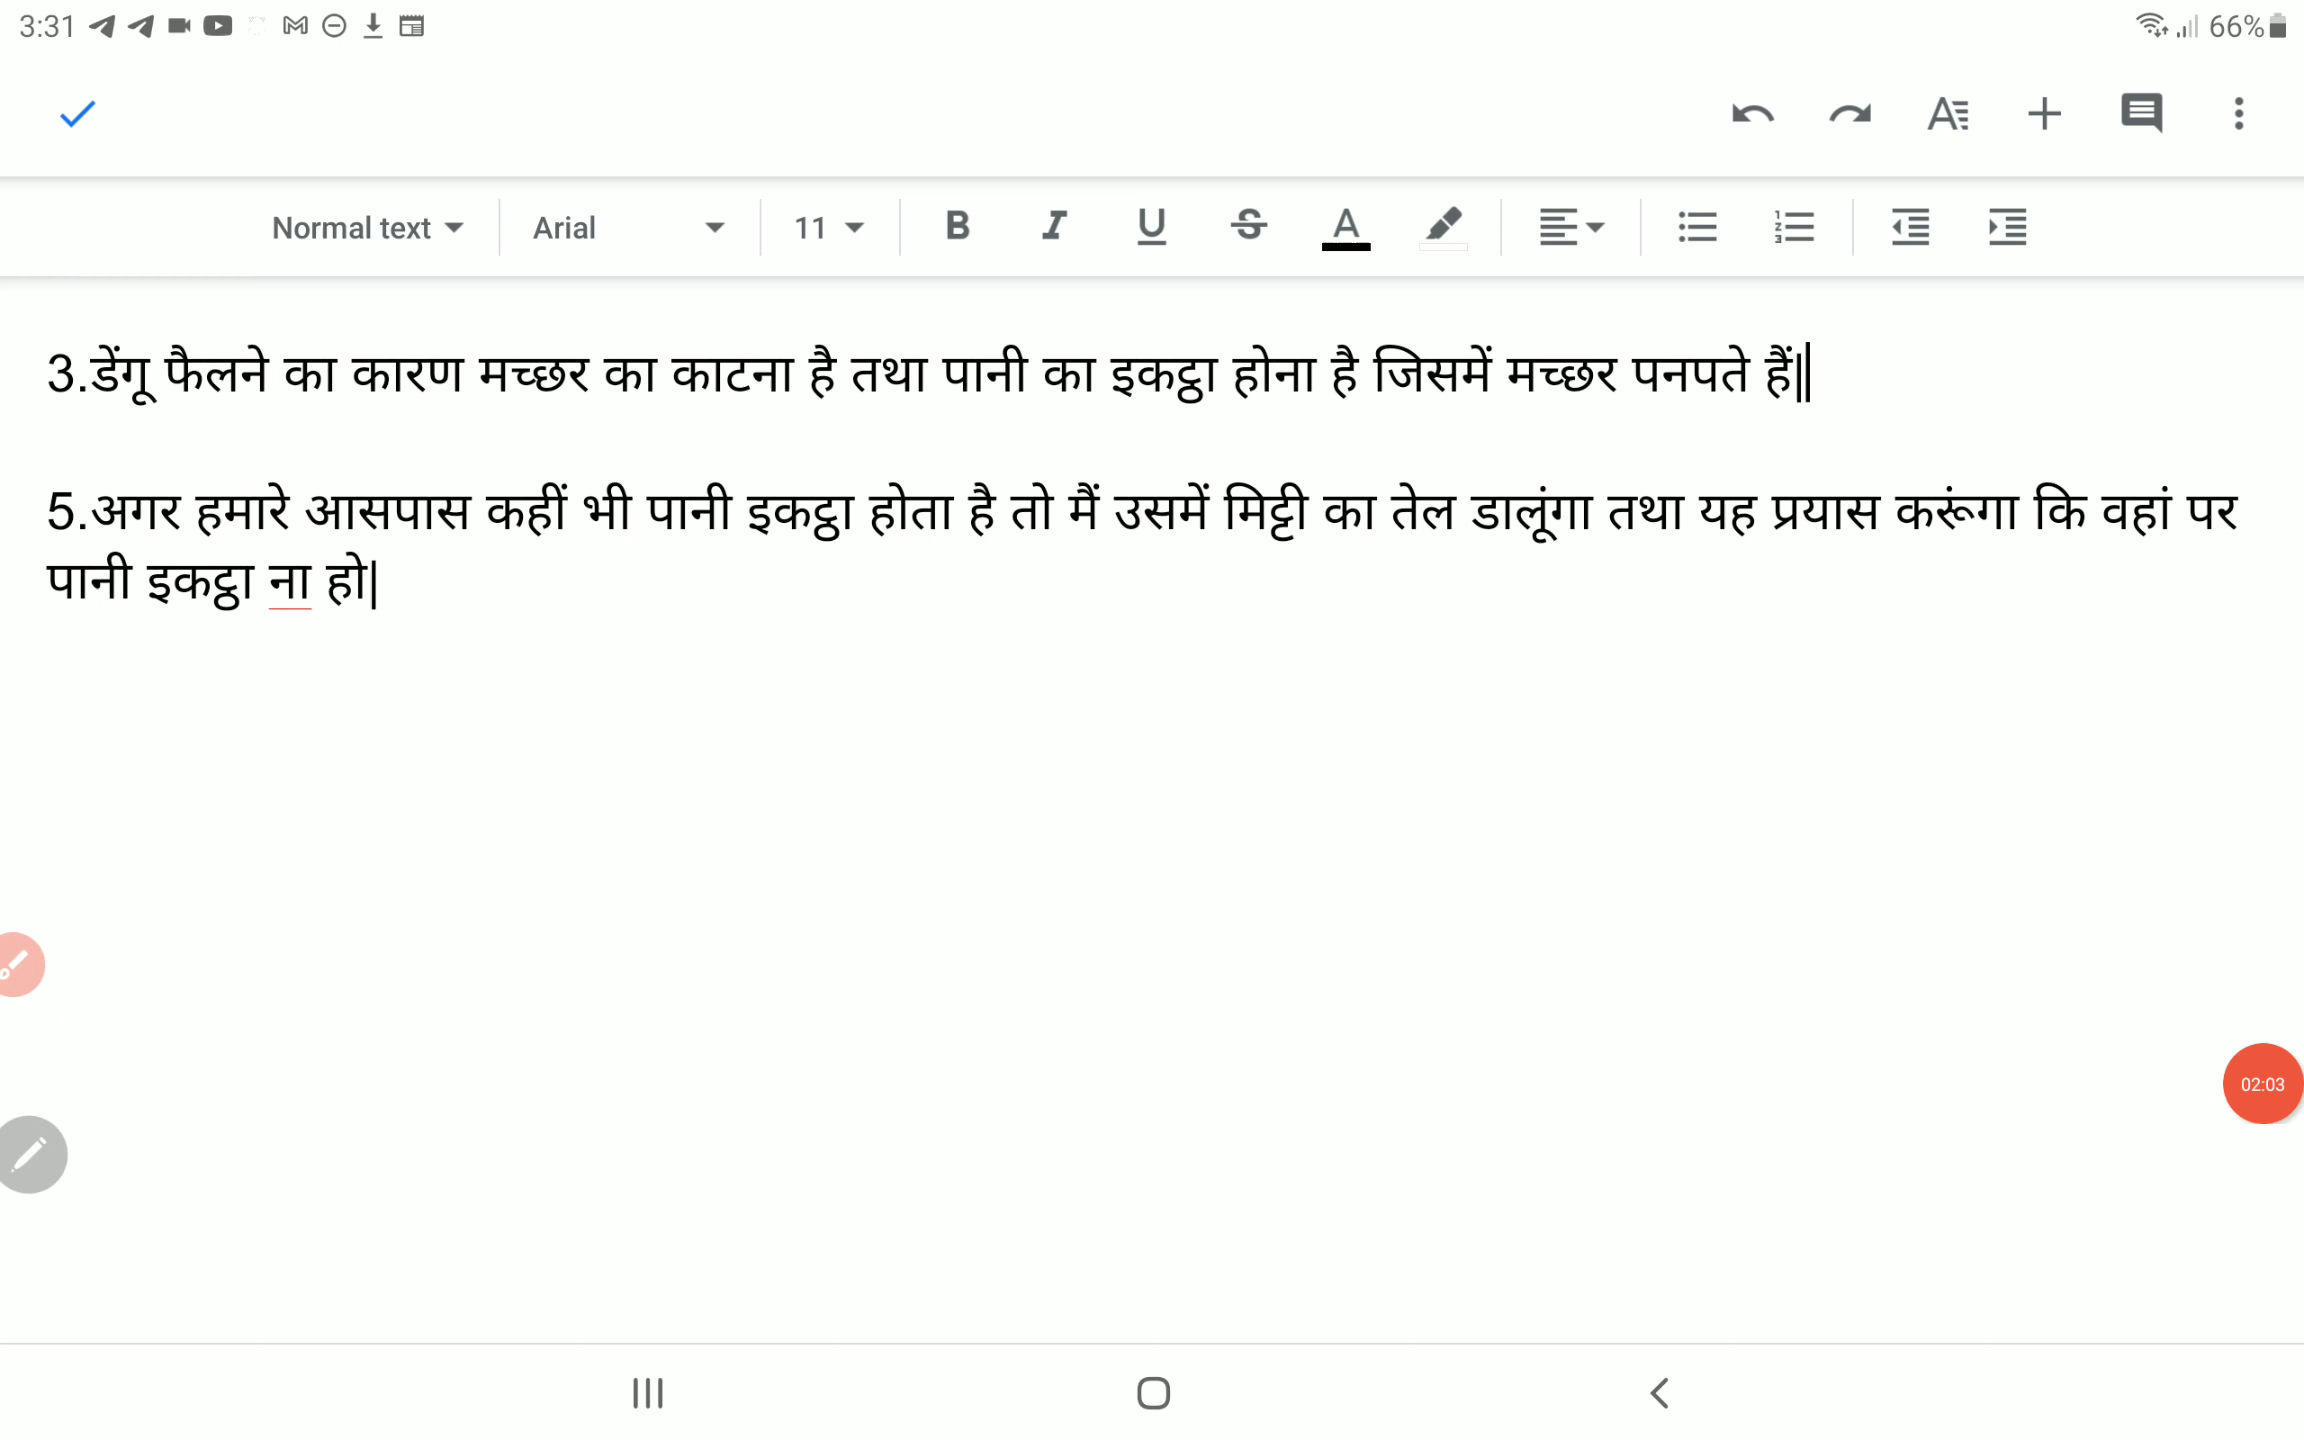 3:31 66%
Normal text Arial 11 B I U S A
3.डेंगू फैलने का कारण मच्छर का काटना है तथा पानी का इकट्ठा होना है जिसमें मच्छर पनपते हैं|
5.अगर हमारे आसपास कहीं भी पानी इकट्ठा होता है तो मैं उसमें मिट्टी का तेल डालूंगा तथा यह प्रयास करूंगा कि वहां पर
पानी इकट्ठा ना हो|
02:03